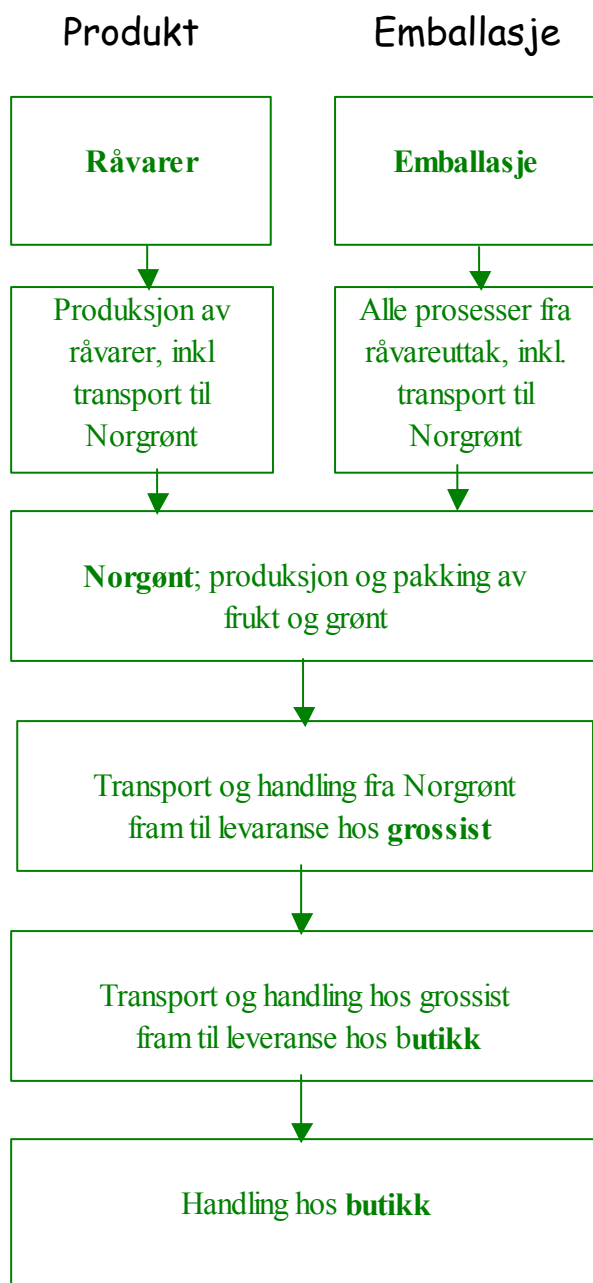 Produkt
Emballasje
Råvarer
Emballasje
Produksjon av
råvarer, inkl
transport til
Norgrønt
Alle prosesser fra
råvareuttak, inkl.
transport til
Norgrønt
Norgønt; produksjon og pakking av
frukt og grønt
Transport og handling fra Norgrønt
fram til levaranse hos grossist
Transport og handling hos grossist
fram til leveranse hos butikk
Handling hos butikk